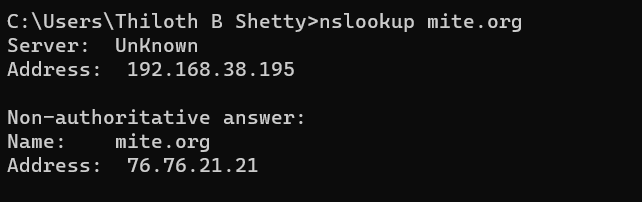 C:\Users\Thiloth B Shetty>nslookup mite.org
Server:  UnKnown
Address:  192.168.38.195

Non-authoritative answer:
Name:    mite.org
Address:  76.76.21.21